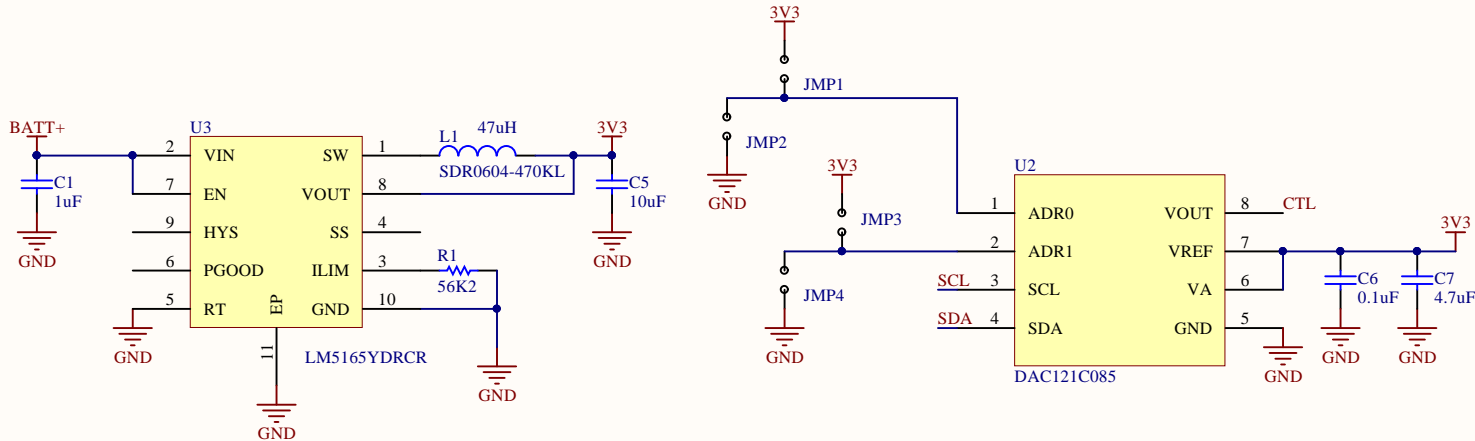 BATT+
C1
1uF
GND
U3
2 VIN SW 1
7 EN VOUT 8
9 HYS SS 4
6 PGOOD ILIM 3
5 RT GND 10
EP
11
GND
GND
LM5165YDRCR
L1 47uH
SDR0604-470KL
3V3
C5
10uF
GND
R1
56K2
GND
3V3
JMP1
JMP2
GND
3V3
JMP3
JMP4
GND
U2
1 ADR0 VOUT 8 CTL
2 ADR1 VREF 7
SCL 3 SCL VA 6
SDA 4 SDA GND 5
DAC121C085
GND
3V3
C6
0.1uF
GND
C7
4.7uF
GND